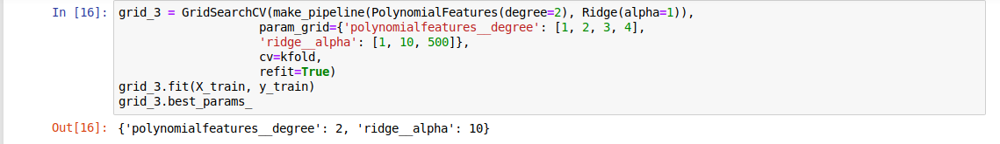 In [16]: grid_3 = GridSearchCV(make_pipeline(PolynomialFeatures(degree=2), Ridge(alpha=1)),
                    param_grid={'polynomialfeatures__degree': [1, 2, 3, 4],
                    'ridge__alpha': [1, 10, 500]},
                    cv=kfold,
                    refit=True)
grid_3.fit(X_train, y_train)
grid_3.best_params_
Out[16]: {'polynomialfeatures__degree': 2, 'ridge__alpha': 10}